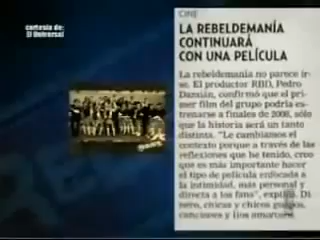 cortesía de:
El Universal
CINE
LA REBELDEMANÍA
CONTINUARÁ
CON UNA PELÍCULA
La rebeldemanía no parece ir-
se. El productor RBD, Pedro
Damián, confirmó que el pri-
mer film del grupo podría es-
trenarse a finales de 2008, sólo
que la historia será un tanto
distinta. "Le cambiamos el
contexto porque a través de las
reflexiones que he tenido, creo
que es más importante hacer
el tipo de película enfocada a
la intimidad, más personal y
directa a los fans", explica. Di
nero, chicas y chicos guapos,
canciones y líos amorosos